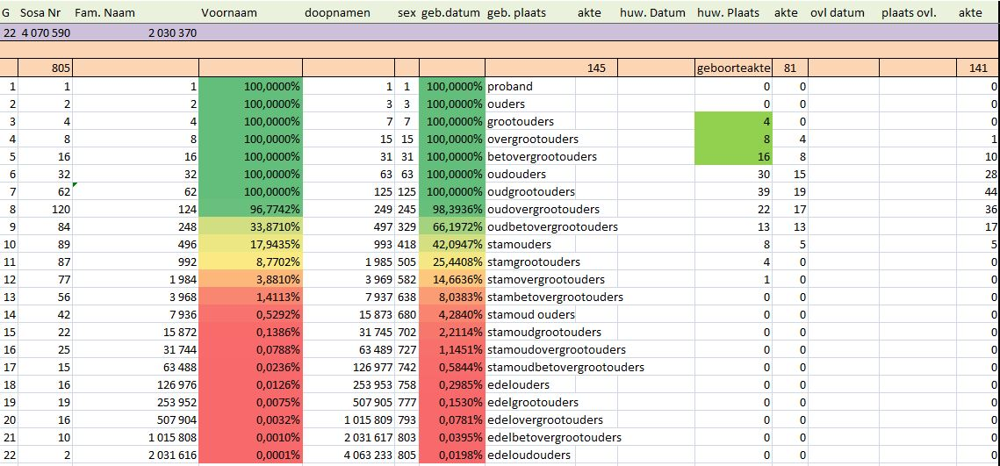 G Sosa Nr Fam. Naam Voornaam doopnamen sex geb.datum geb. plaats akte huw. Datum huw. Plaats akte ovl datum plaats ovl. akte
22 4 070 590 2 030 370
805 145 geboorteakte 81 141
1 1 1 100,0000% 1 1 100,0000% proband 0 0 0
2 2 2 100,0000% 3 3 100,0000% ouders 0 0 0
3 4 4 100,0000% 7 7 100,0000% grootouders 4 0 0
4 8 8 100,0000% 15 15 100,0000% overgrootouders 8 4 1
5 16 16 100,0000% 31 31 100,0000% betovergrootouders 16 8 10
6 32 32 100,0000% 63 63 100,0000% oudouders 30 15 28
7 62 62 100,0000% 125 125 100,0000% oudgrootouders 39 19 44
8 120 124 96,7742% 249 245 98,3936% oudovergrootouders 22 17 36
9 84 248 33,8710% 497 329 66,1972% oudbetovergrootouders 13 13 17
10 89 496 17,9435% 993 418 42,0947% stamouders 8 5 5
11 87 992 8,7702% 1 985 505 25,4408% stamgrootouders 4 0 0
12 77 1 984 3,8810% 3 969 582 14,6636% stamovergrootouders 1 0 0
13 56 3 968 1,4113% 7 937 638 8,0383% stambetovergrootouders 0 0 0
14 42 7 936 0,5292% 15 873 680 4,2840% stamoud ouders 0 0 0
15 22 15 872 0,1386% 31 745 702 2,2114% stamoudgrootouders 0 0 0
16 25 31 744 0,0788% 63 489 727 1,1451% stamoudovergrootouders 0 0 0
17 15 63 488 0,0236% 126 977 742 0,5844% stamoudbetovergrootouders 0 0 0
18 16 126 976 0,0126% 253 953 758 0,2985% edelouders 0 0 0
19 19 253 952 0,0075% 507 905 777 0,1530% edelgrootouders 0 0 0
20 16 507 904 0,0032% 1 015 809 793 0,0781% edelovergrootouders 0 0 0
21 10 1 015 808 0,0010% 2 031 617 803 0,0395% edelbetovergrootouders 0 0 0
22 2 2 031 616 0,0001% 4 063 233 805 0,0198% edeloudouders 0 0 0